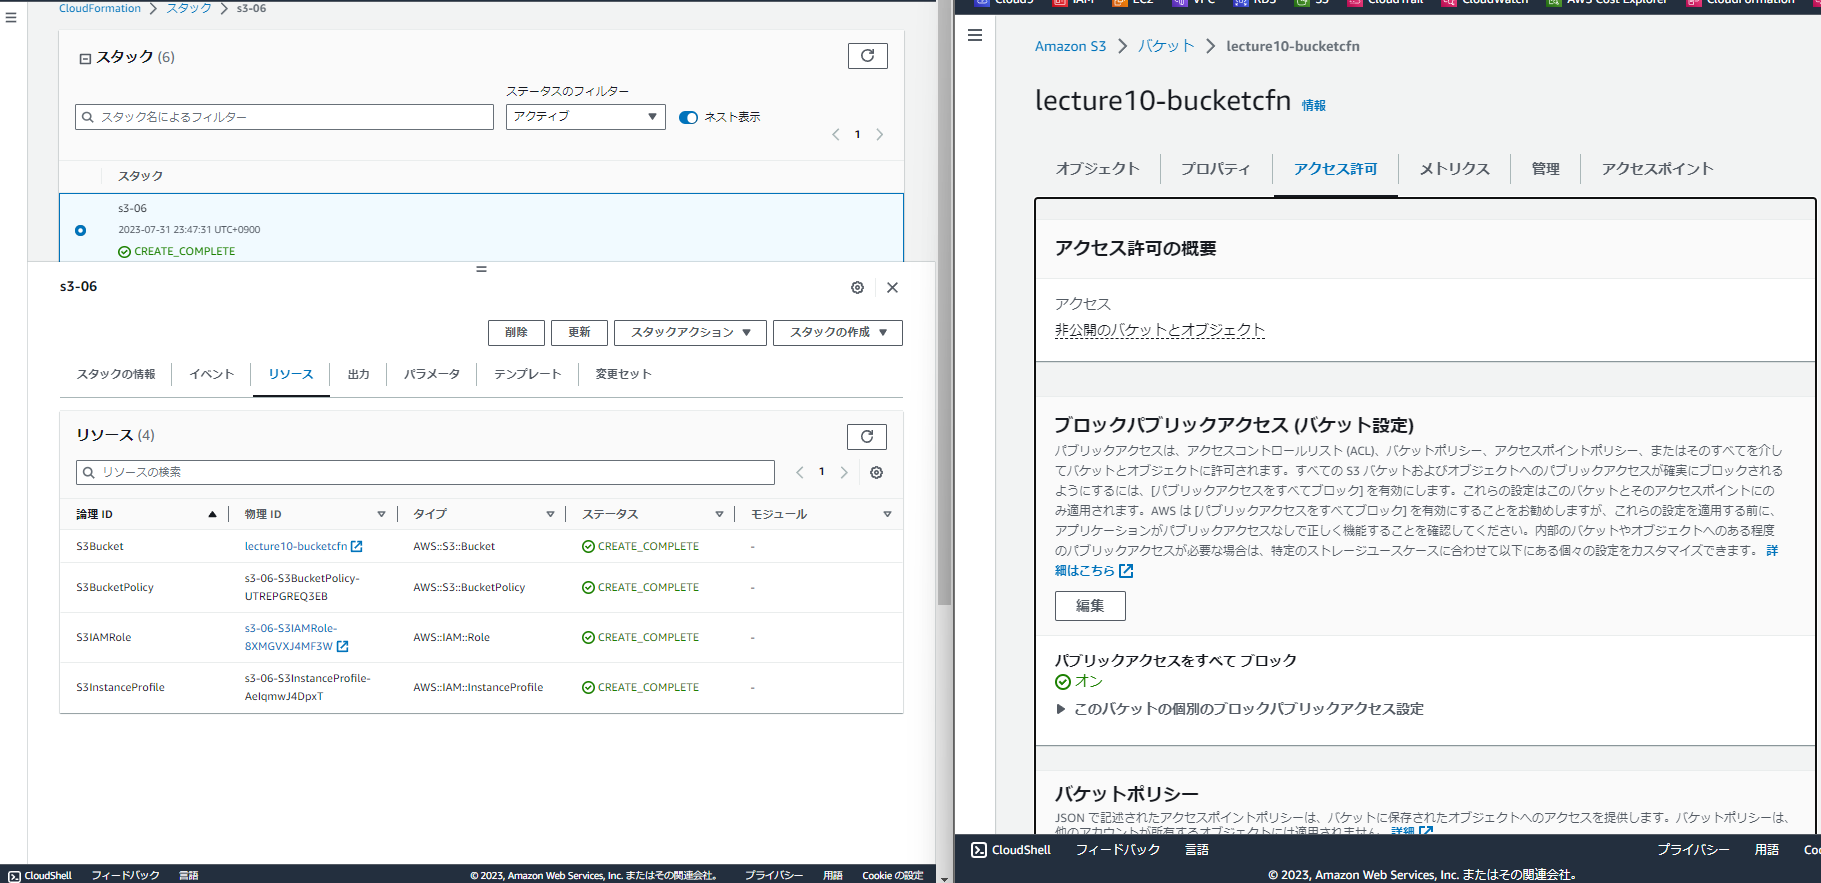 CloudFormation > スタック > s3-06
スタック (6)
ステータスのフィルター
スタック名によるフィルター
アクティブ
ネスト表示
1
スタック
s3-06
2023-07-31 23:47:31 UTC+0900
CREATE_COMPLETE
s3-06
削除
更新
スタックアクション
スタックの作成
スタックの情報
イベント
リソース
出力
パラメータ
テンプレート
変更セット
リソース (4)
リソースの検索
1
論理 ID
物理 ID
タイプ
ステータス
モジュール
S3Bucket
lecture10-bucketcfn
AWS::S3::Bucket
CREATE_COMPLETE
-
S3BucketPolicy
s3-06-S3BucketPolicy-
UTREPGREQ3EB
AWS::S3::BucketPolicy
CREATE_COMPLETE
-
S3IAMRole
s3-06-S3IAMRole-
8XMGVXJ4MF3W
AWS::IAM::Role
CREATE_COMPLETE
-
S3InstanceProfile
s3-06-S3InstanceProfile-
AeIqmwJ4DpxT
AWS::IAM::InstanceProfile
CREATE_COMPLETE
-
CloudShell
フィードバック
言語
© 2023, Amazon Web Services, Inc. またはその関連会社。
プライバシー
用語
Cookie の設定
Cloud9
IAM
EC2
VPC
RDS
S3
CloudTrail
CloudWatch
AWS Cost Explorer
CloudFormation
Amazon S3 > バケット > lecture10-bucketcfn
lecture10-bucketcfn 情報
オブジェクト
プロパティ
アクセス許可
メトリクス
管理
アクセスポイント
アクセス許可の概要
アクセス
非公開のバケットとオブジェクト
ブロックパブリックアクセス (バケット設定)
パブリックアクセスは、アクセスコントロールリスト (ACL)、バケットポリシー、アクセスポイントポリシー、またはそのすべてを介し
てバケットとオブジェクトに許可されます。すべての S3 バケットおよびオブジェクトへのパブリックアクセスが確実にブロックされる
ようにするには、[パブリックアクセスをすべてブロック] を有効にします。これらの設定はこのバケットとそのアクセスポイントにの
み適用されます。AWS は [パブリックアクセスをすべてブロック] を有効にすることをお勧めしますが、これらの設定を適用する前に、
アプリケーションがパブリックアクセスなしで正しく機能することを確認してください。内部のバケットやオブジェクトへのある程度
のパブリックアクセスが必要な場合は、特定のストレージユースケースに合わせて以下にある個々の設定をカスタマイズできます。 詳
細はこちら
編集
パブリックアクセスをすべて ブロック
オン
このバケットの個別のブロックパブリックアクセス設定
バケットポリシー
JSON で記述されたアクセスポイントポリシーは、バケットに保存されたオブジェクトへのアクセスを提供します。バケットポリシーは、
他のアカウントが所有するオブジェクトには適用されません。 詳細
CloudShell
フィードバック
言語
プライバシー
用語
© 2023, Amazon Web Services, Inc. またはその関連会社。